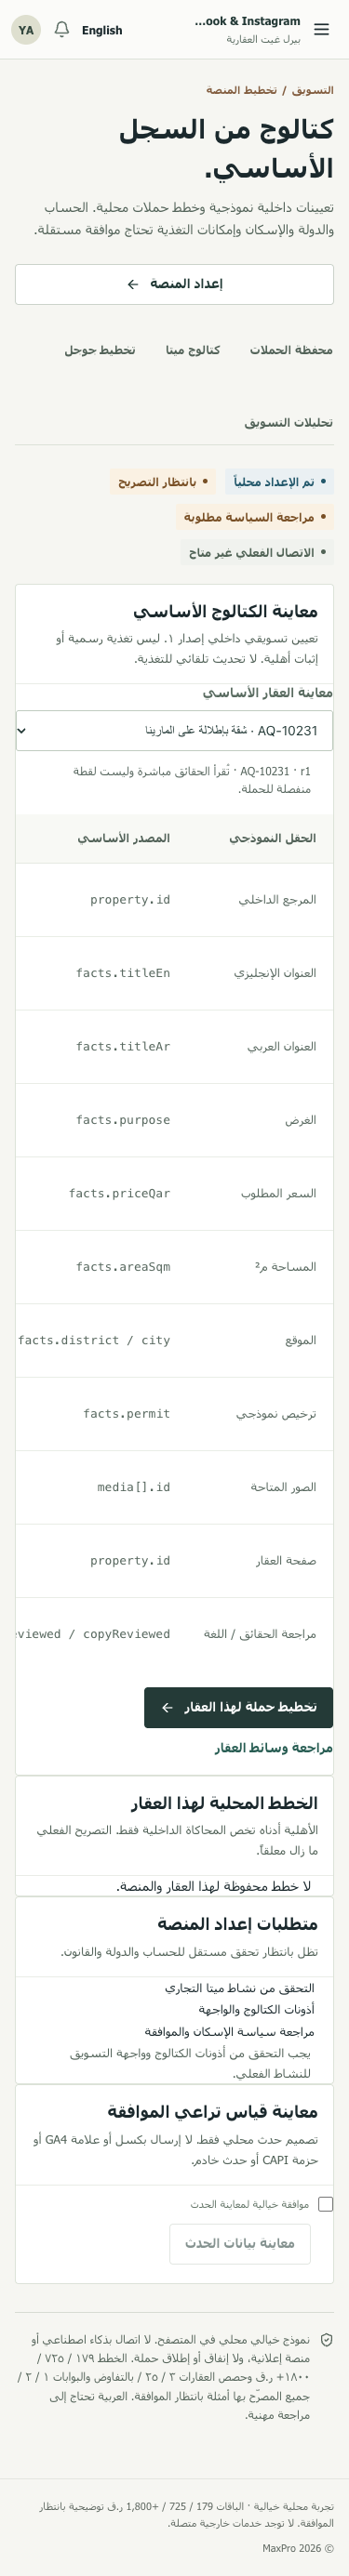 ook & Instagram...
بيرل غيث العقارية
English
YA
التسويق / تخطيط المنصة
كتالوج من السجل
الأساسي.
تعيينات داخلية نموذجية وخطط حملات محلية. الحساب
والدولة والإسكان وإمكانات التغذية تحتاج موافقة مستقلة.
إعداد المنصة ←
محفظة الحملات
كتالوج ميتا
تخطيط جوجل
تحليلات التسويق
• تم الإعداد محلياً
• بانتظار التصريح
• مراجعة السياسة مطلوبة
• الاتصال الفعلي غير متاح
معاينة الكتالوج الأساسي
تعيين تسويقي داخلي إصدار ١. ليس تغذية رسمية أو
إثبات أهلية. لا تحديث تلقائي للتغذية.
معاينة العقار الأساسي
AQ-10231 · شقة بإطلالة على المارينا
AQ-10231 · r1 · تُقرأ الحقائق مباشرة وليست لقطة
منفصلة للحملة.
الحقل النموذجي
المصدر الأساسي
المرجع الداخلي
property.id
العنوان الإنجليزي
facts.titleEn
العنوان العربي
facts.titleAr
الغرض
facts.purpose
السعر المطلوب
facts.priceQar
المساحة م²
facts.areaSqm
الموقع
facts.district / city
ترخيص نموذجي
facts.permit
الصور المتاحة
media[].id
صفحة العقار
property.id
مراجعة الحقائق / اللغة
eviewed / copyReviewed
تخطيط حملة لهذا العقار ←
مراجعة وسائط العقار
الخطط المحلية لهذا العقار
الأهلية أدناه تخص المحاكاة الداخلية فقط. التصريح الفعلي
ما زال معلقاً.
لا خطط محفوظة لهذا العقار والمنصة.
متطلبات إعداد المنصة
تظل بانتظار تحقق مستقل للحساب والدولة والقانون.
التحقق من نشاط ميتا التجاري
أذونات الكتالوج والواجهة
مراجعة سياسة الإسكان والموافقة
يجب التحقق من أذونات الكتالوج وواجهة التسويق
للنشاط الفعلي.
معاينة قياس تراعي الموافقة
تصميم حدث محلي فقط. لا إرسال بكسل أو علامة GA4 أو
حزمة CAPI أو حدث خادم.
موافقة خيالية لمعاينة الحدث
معاينة بيانات الحدث
نموذج خيالي محلي في المتصفح. لا اتصال بذكاء اصطناعي أو
منصة إعلانية، ولا إنفاق أو إطلاق حملة. الخطط ١٧٩ / ٧٢٥ /
١٨٠٠+ ر.ق وحصص العقارات ٣ / ٢٥ / بالتفاوض والبوابات ١ / ٢ /
جميع المصرّح بها أمثلة بانتظار الموافقة. العربية تحتاج إلى
مراجعة مهنية.
تجربة محلية خيالية · الباقات 179 / 725 / +1,800 ر.ق توضيحية بانتظار
الموافقة. لا توجد خدمات خارجية متصلة.
© 2026 MaxPro